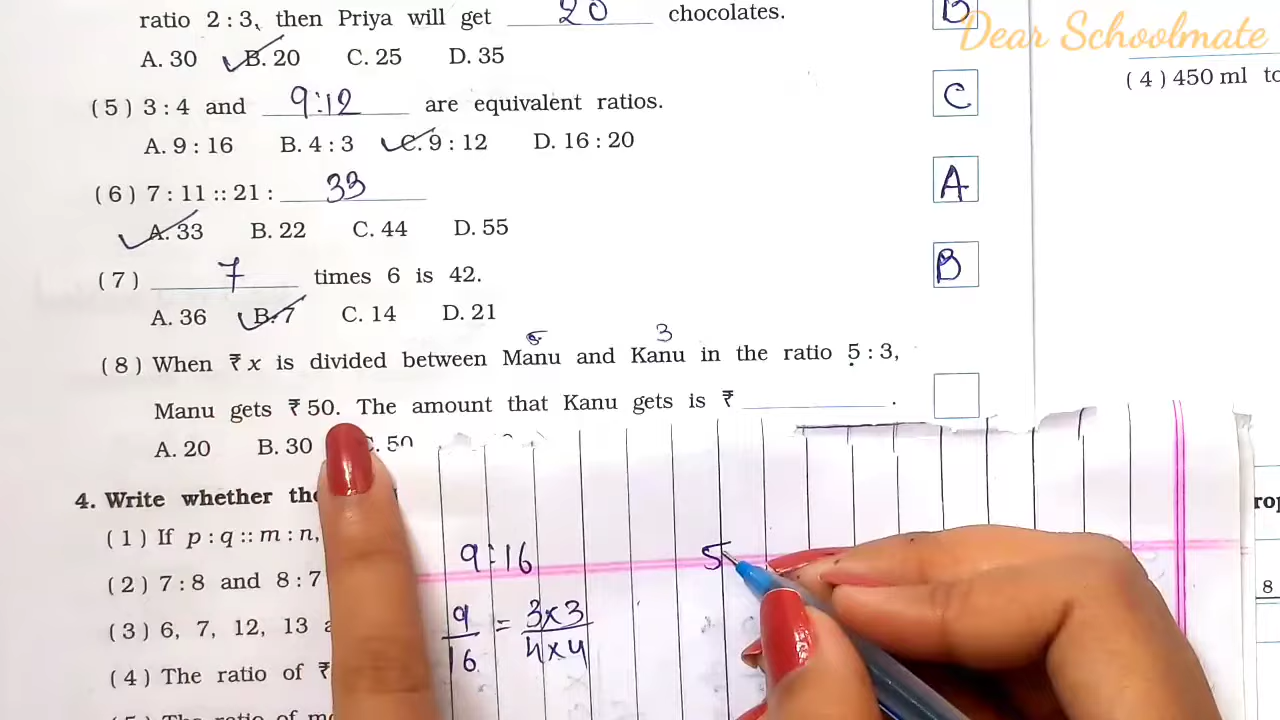 ratio 2 : 3, then Priya will get 20 chocolates.
B
Dear Schoolmate
A. 30 B. 20 C. 25 D. 35
(4) 450 ml to
(5) 3 : 4 and 9:12 are equivalent ratios.
C
A. 9 : 16 B. 4 : 3 C. 9 : 12 D. 16 : 20
(6) 7 : 11 :: 21 : 33
A
A. 33 B. 22 C. 44 D. 55
(7) 7 times 6 is 42.
B
A. 36 B. 7 C. 14 D. 21
5 3
(8) When ₹ x is divided between Manu and Kanu in the ratio 5 : 3,
Manu gets ₹ 50. The amount that Kanu gets is ₹ .
A. 20 B. 30 C. 50
4. Write whether the
(1) If p : q :: m : n,
(2) 7 : 8 and 8 : 7
(3) 6, 7, 12, 13
(4) The ratio of ₹
9:16
9/16 = 3x3/4x4
5
8